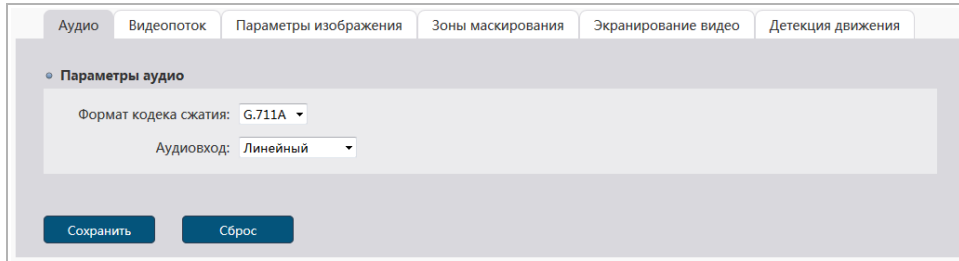 Аудио Видеопоток Параметры изображения Зоны маскирования Экранирование видео Детекция движения
Параметры аудио
Формат кодека сжатия: G.711A
Аудиовход: Линейный
Сохранить Сброс